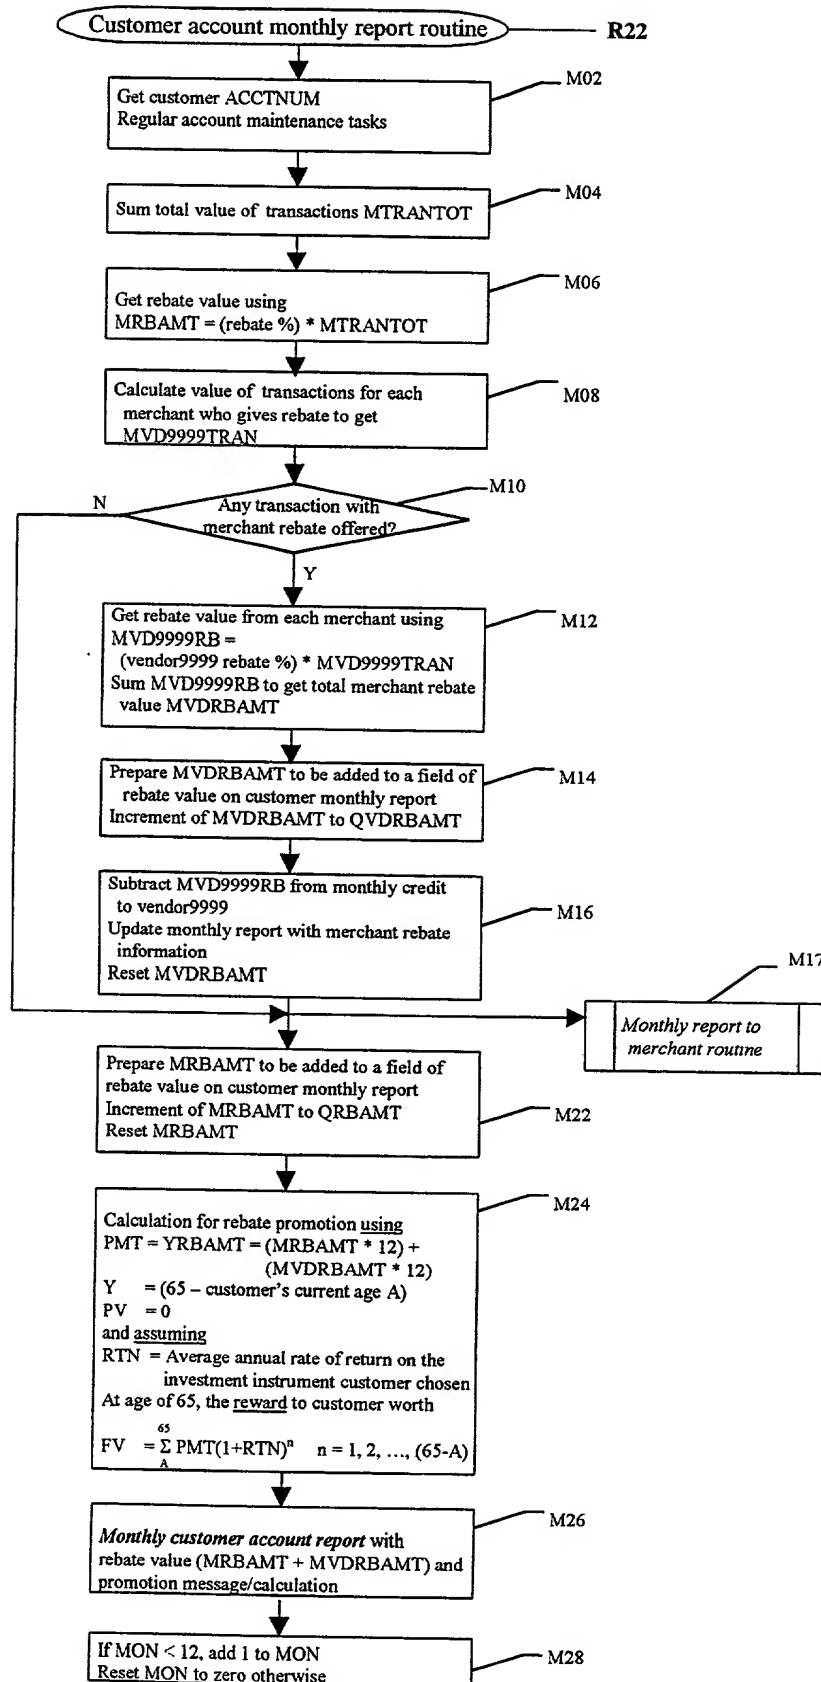 Customer account monthly report routine
R22
Get customer ACCTNUM
Regular account maintenance tasks
M02
Sum total value of transactions MTRANTOT
M04
Get rebate value using
MRBAMT = (rebate %) * MTRANTOT
M06
Calculate value of transactions for each
merchant who gives rebate to get
MVD9999TRAN
M08
Any transaction with
merchant rebate offered?
M10
N
Y
Get rebate value from each merchant using
MVD9999RB =
(vendor9999 rebate %) * MVD9999TRAN
Sum MVD9999RB to get total merchant rebate
value MVDRBAMT
M12
Prepare MVDRBAMT to be added to a field of
rebate value on customer monthly report
Increment of MVDRBAMT to QVDRBAMT
M14
Subtract MVD9999RB from monthly credit
to vendor9999
Update monthly report with merchant rebate
information
Reset MVDRBAMT
M16
M17
Monthly report to
merchant routine
Prepare MRBAMT to be added to a field of
rebate value on customer monthly report
Increment of MRBAMT to QRBAMT
Reset MRBAMT
M22
Calculation for rebate promotion using
PMT = YRBAMT = (MRBAMT * 12) +
(MVDRBAMT * 12)
Y = (65 – customer's current age A)
PV = 0
and assuming
RTN = Average annual rate of return on the
investment instrument customer chosen
At age of 65, the reward to customer worth
65
FV = Σ PMT(1+RTN)ⁿ n = 1, 2, ..., (65-A)
A
M24
Monthly customer account report with
rebate value (MRBAMT + MVDRBAMT) and
promotion message/calculation
M26
If MON < 12, add 1 to MON
Reset MON to zero otherwise
M28